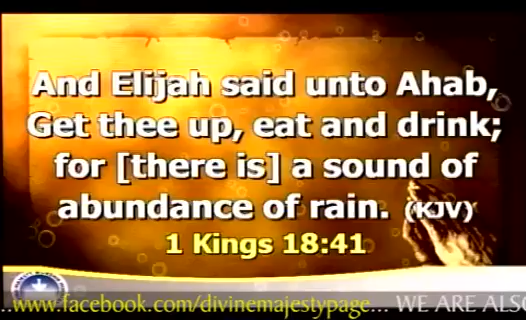 And Elijah said unto Ahab,
Get thee up, eat and drink;
for [there is] a sound of
abundance of rain. (KJV)
1 Kings 18:41
...www.facebook.com/divinemajestypage... WE ARE ALSO